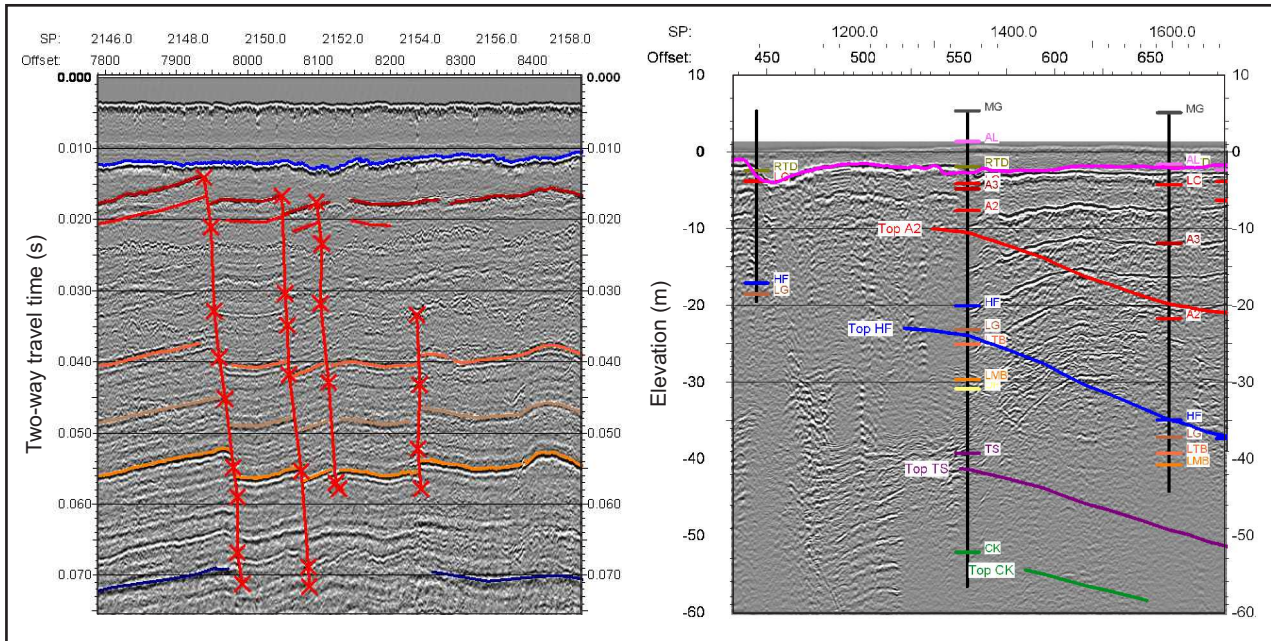 SP: 2146.0 2148.0 2150.0 2152.0 2154.0 2156.0 2158.0
Offset: 7800 7900 8000 8100 8200 8300 8400
0.000 0.000
0.010 0.010
0.020 0.020
0.030 0.030
0.040 0.040
0.050 0.050
0.060 0.060
0.070 0.070
Two-way travel time (s)
SP: 1200.0 1400.0 1600.0
Offset: 450 500 550 600 650
10 10
0 0
-10 -10
-20 -20
-30 -30
-40 -40
-50 -50
-60 -60
Elevation (m)
RTD
HF
LG
MG
AL
RTD
A3
A2
HF
LG
LTB
LMB
TS
CK
MG
AL
LC
A3
A2
HF
LG
LTB
LMB
Top A2
Top HF
Top TS
Top CK